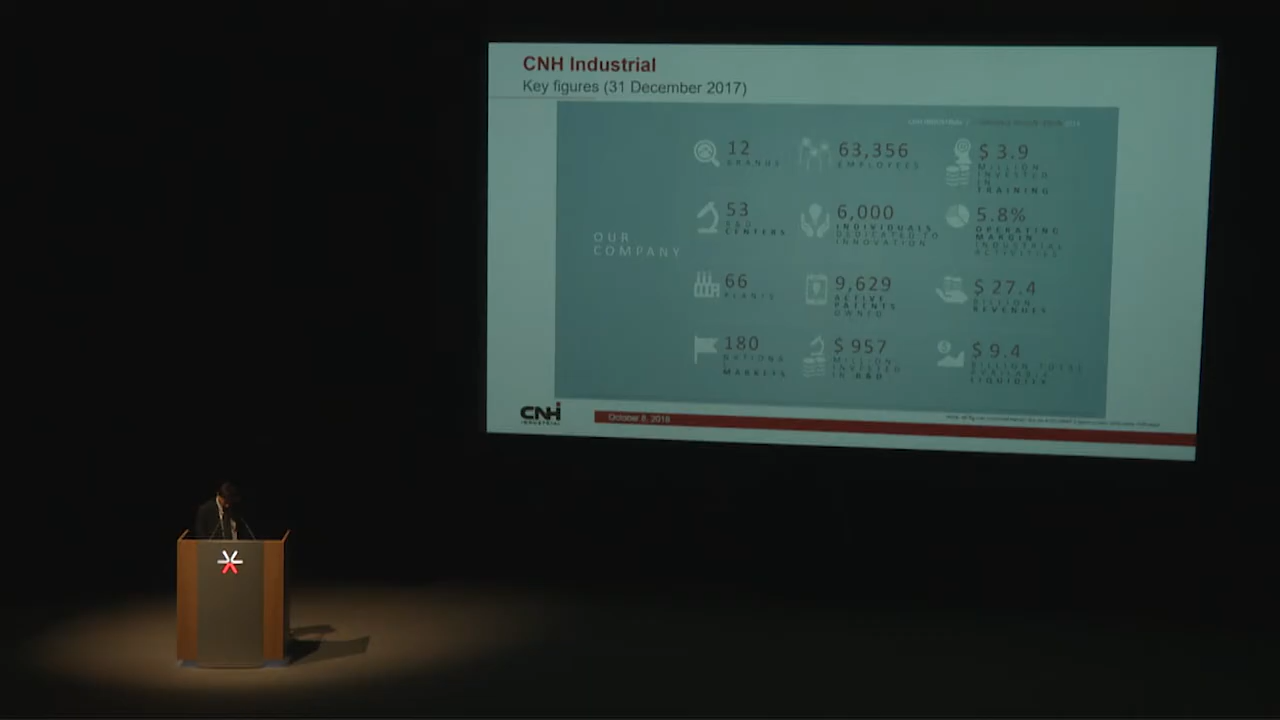 CNH Industrial
Key figures (31 December 2017)
OUR
COMPANY
12
BRANDS
63,356
EMPLOYEES
$ 3.9
MILLION
INVESTED
IN
TRAINING
53
R&D
CENTERS
6,000
INDIVIDUALS
DEDICATED TO
INNOVATION
5.8%
OPERATING
MARGIN
INDUSTRIAL
ACTIVITIES
66
PLANTS
9,629
ACTIVE
PATENTS
OWNED
$ 27.4
BILLION
REVENUES
180
NATIONAL
MARKETS
$ 957
MILLION
INVESTED
IN R&D
$ 9.4
BILLION TOTAL
AVAILABLE
LIQUIDITY
CNH
INDUSTRIAL
October 8, 2018